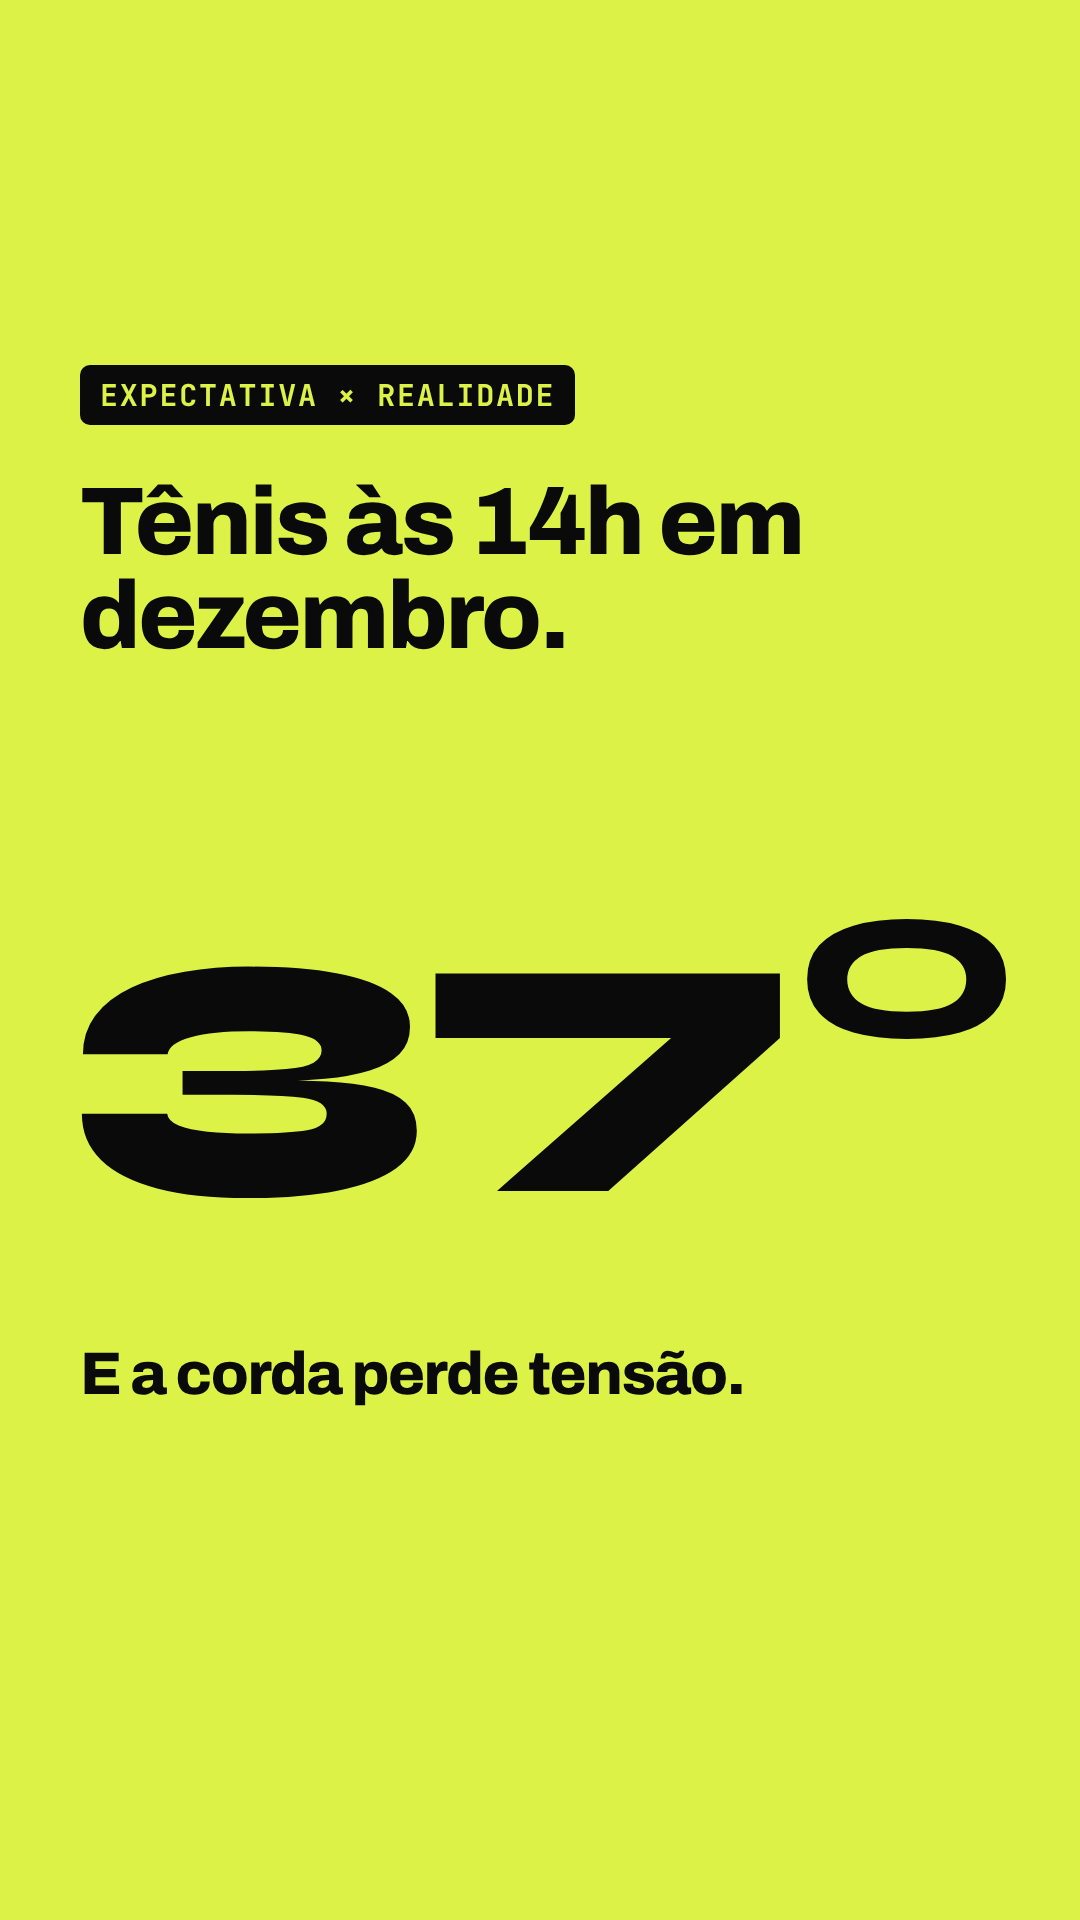 EXPECTATIVA × REALIDADE
Tênis às 14h em
dezembro.
37°
E a corda perde tensão.